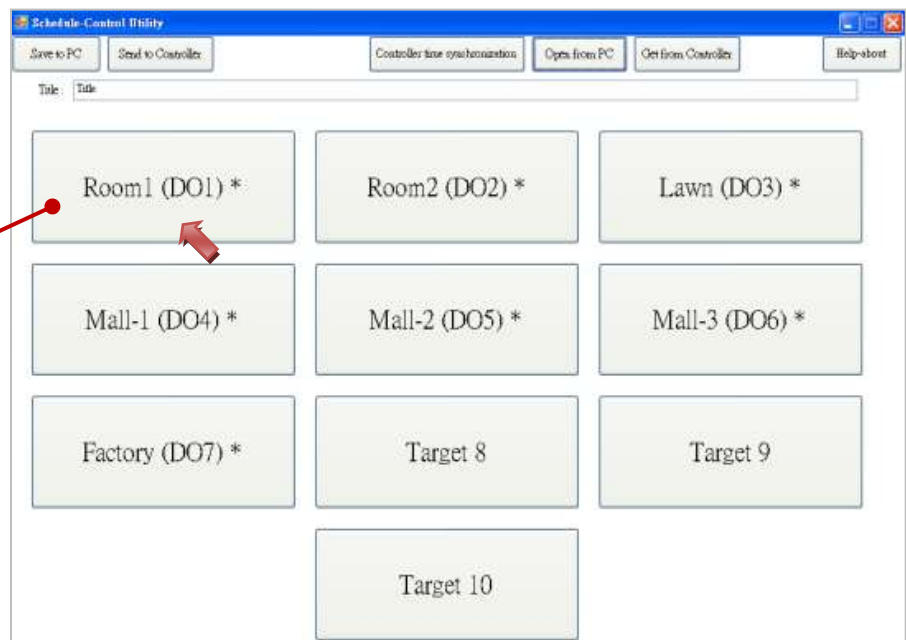 Schedule-Control Utility
Save to PC Send to Controller Controller time synchronization Open from PC Get from Controller Help-about
Title : Title
Room1 (DO1) * Room2 (DO2) * Lawn (DO3) *
Mall-1 (DO4) * Mall-2 (DO5) * Mall-3 (DO6) *
Factory (DO7) * Target 8 Target 9
Target 10